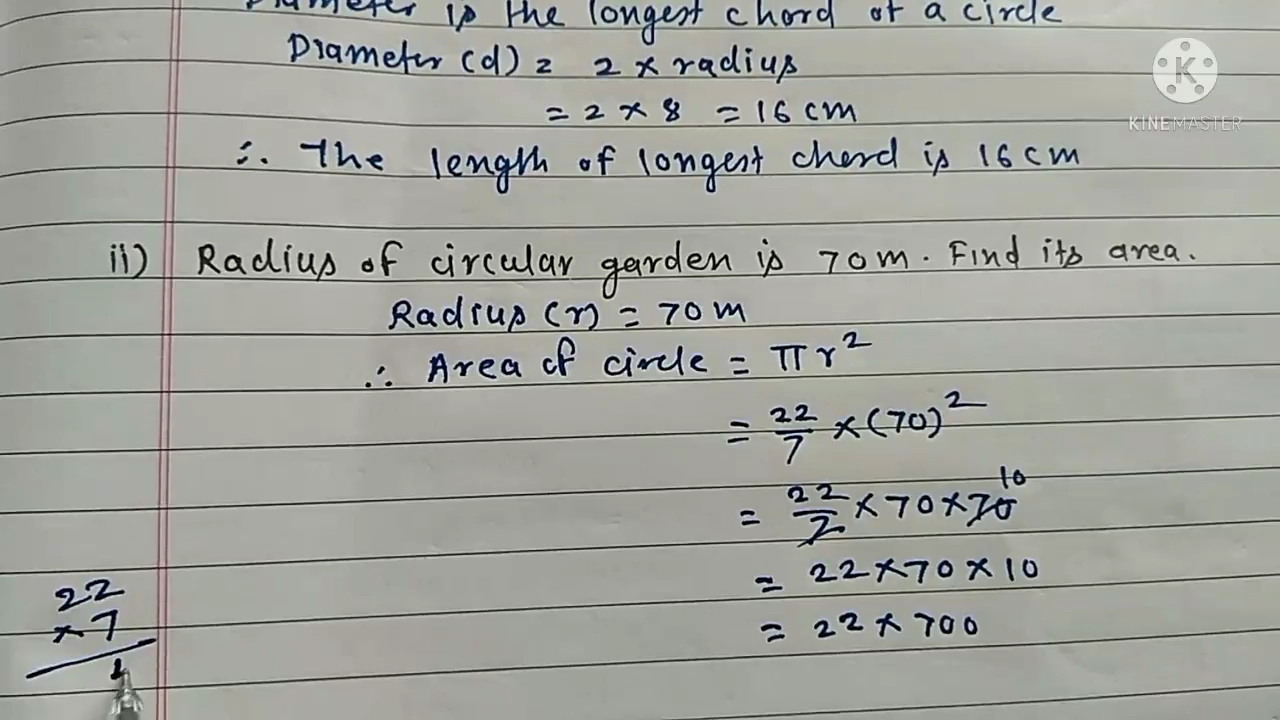 Diameter is the longest chord of a circle
Diameter (d) = 2 × radius
= 2 × 8 = 16 cm
∴ The length of longest chord is 16 cm
KINEMASTER
ii) Radius of circular garden is 70 m. Find its area.
Radius (r) = 70 m
∴ Area of circle = πr²
= 22/7 × (70)²
= 22/7 × 70 × 70 10
= 22 × 70 × 10
= 22 × 700
22
× 7